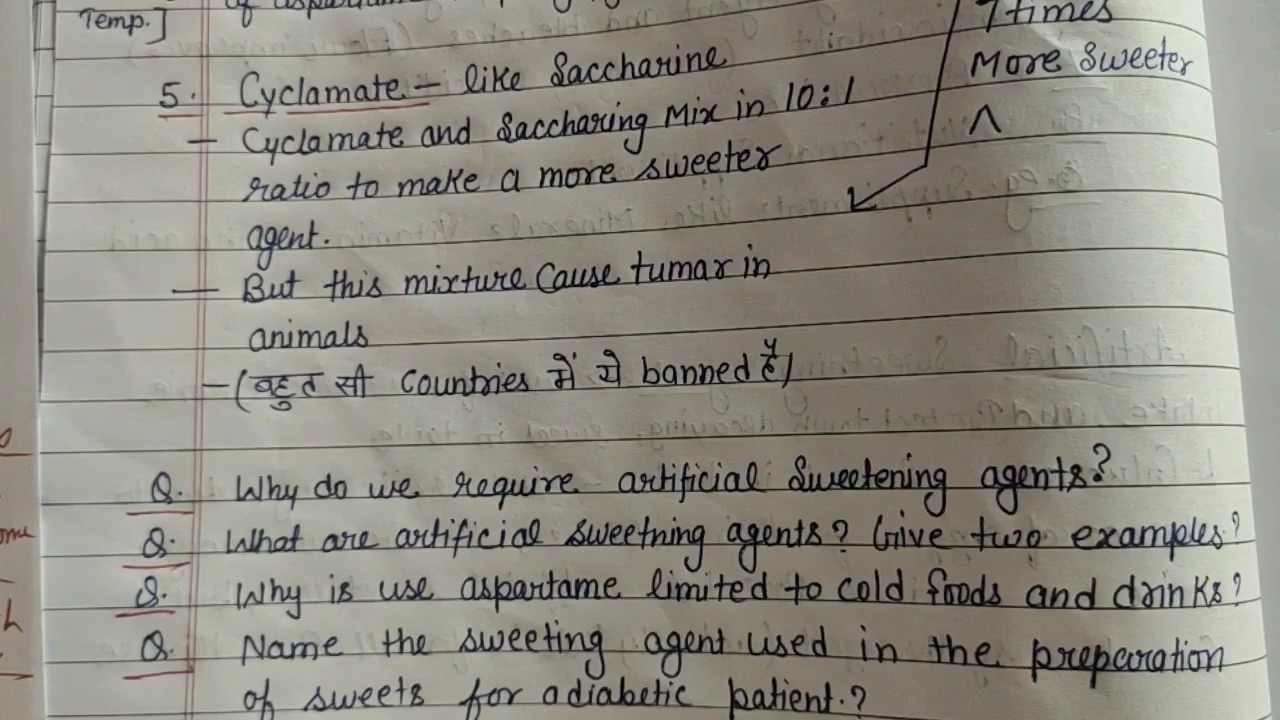 7 times
Temp.]
More Sweeter
5. Cyclamate - like Saccharine
^
- Cyclamate and Saccharing Mix in 10:1
ratio to make a more sweeter
agent.
- But this mixture Cause tumar in
animals
- (बहुत सी Countries में ये banned है)
Q. Why do we require artificial Sweetening agents?
Q. What are artificial sweetning agents? Give two examples?
Q. Why is use aspartame limited to cold foods and drinks?
Q. Name the sweeting agent used in the preparation
of sweets for a diabetic patient.?